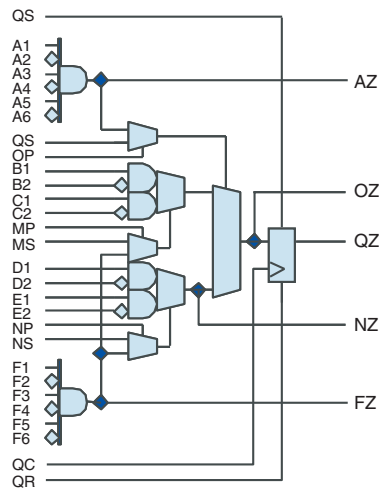 QS
A1
A2
A3
A4
A5
A6
AZ
QS
OP
B1
B2
C1
C2
MP
MS
OZ
QZ
D1
D2
E1
E2
NP
NS
NZ
F1
F2
F3
F4
F5
F6
FZ
QC
QR